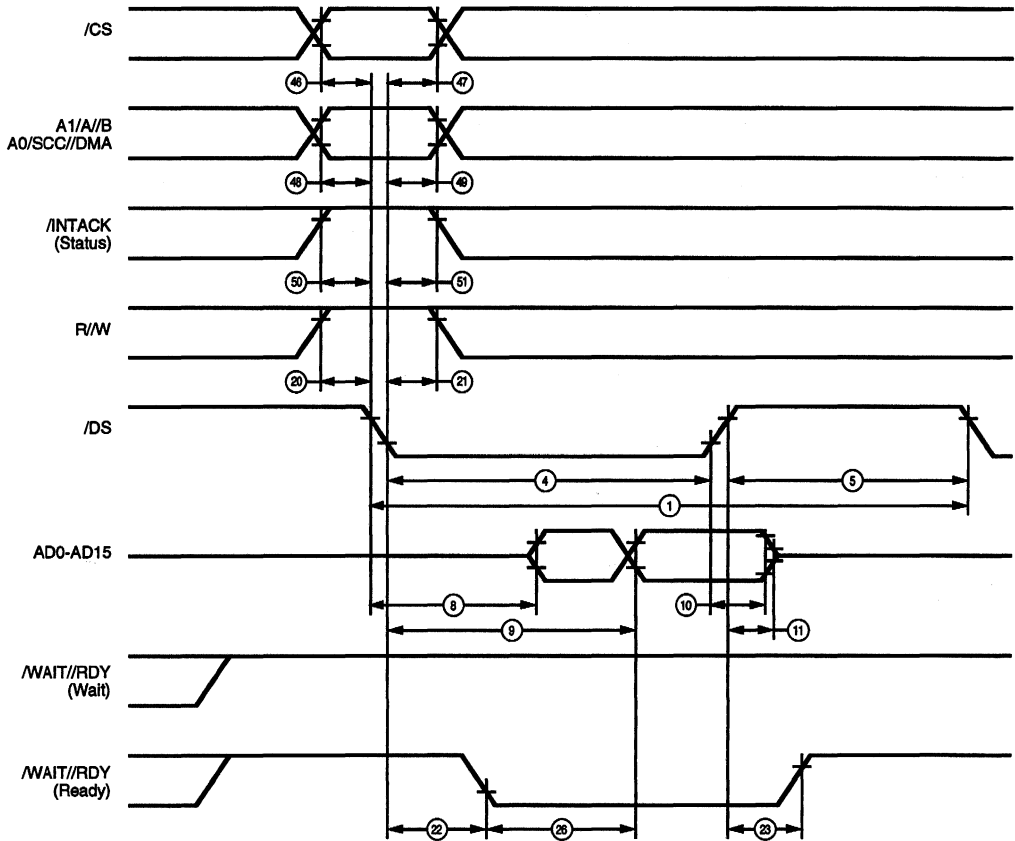 /CS
46
47
A1/A//B
A0/SCC//DMA
48
49
/INTACK
(Status)
50
51
R//W
20
21
/DS
4
5
1
AD0-AD15
8
10
9
11
/WAIT//RDY
(Wait)
/WAIT//RDY
(Ready)
22
26
23